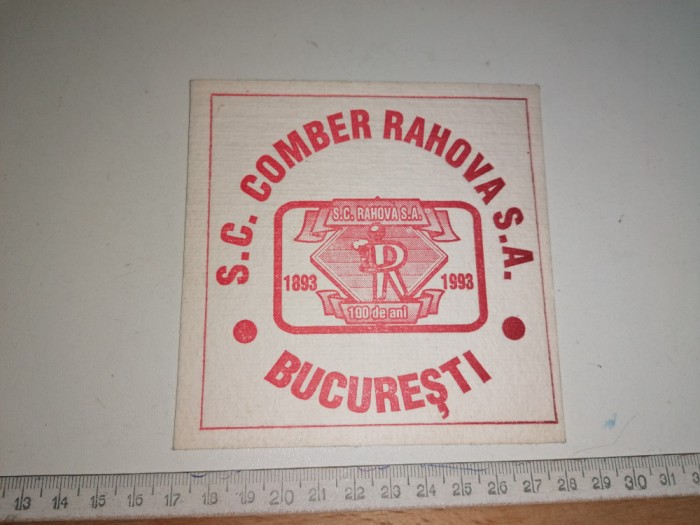 S.C. COMBER RAHOVA S.A.
S.C. RAHOVA S.A.
R
1893 1993
100 de ani
BUCUREȘTI
13 14 15 16 17 18 19 20 21 22 23 24 25 26 27 28 29 30 31